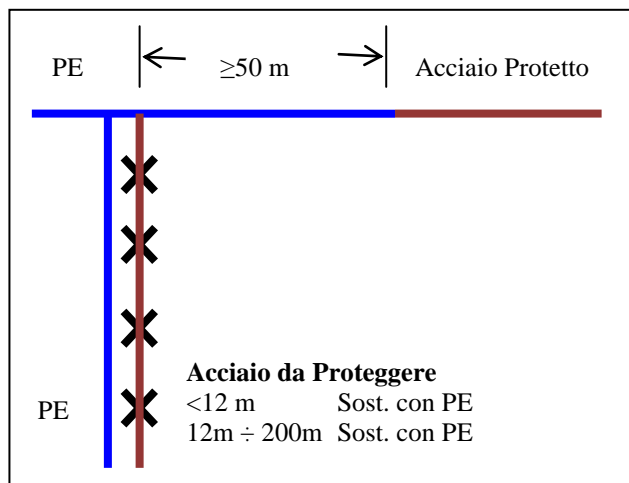 PE ≥50 m Acciaio Protetto
Acciaio da Proteggere
<12 m Sost. con PE
PE
12m ÷ 200m Sost. con PE